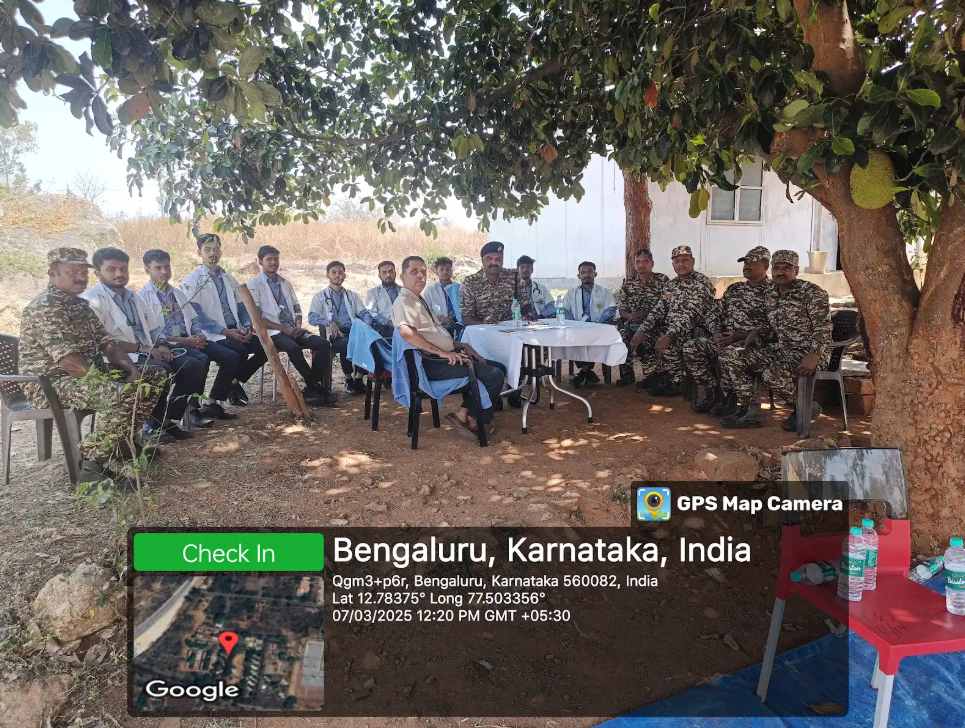 GPS Map Camera
Check In
Bengaluru, Karnataka, India
Qgm3+p6r, Bengaluru, Karnataka 560082, India
Lat 12.78375° Long 77.503356°
07/03/2025 12:20 PM GMT +05:30
Google